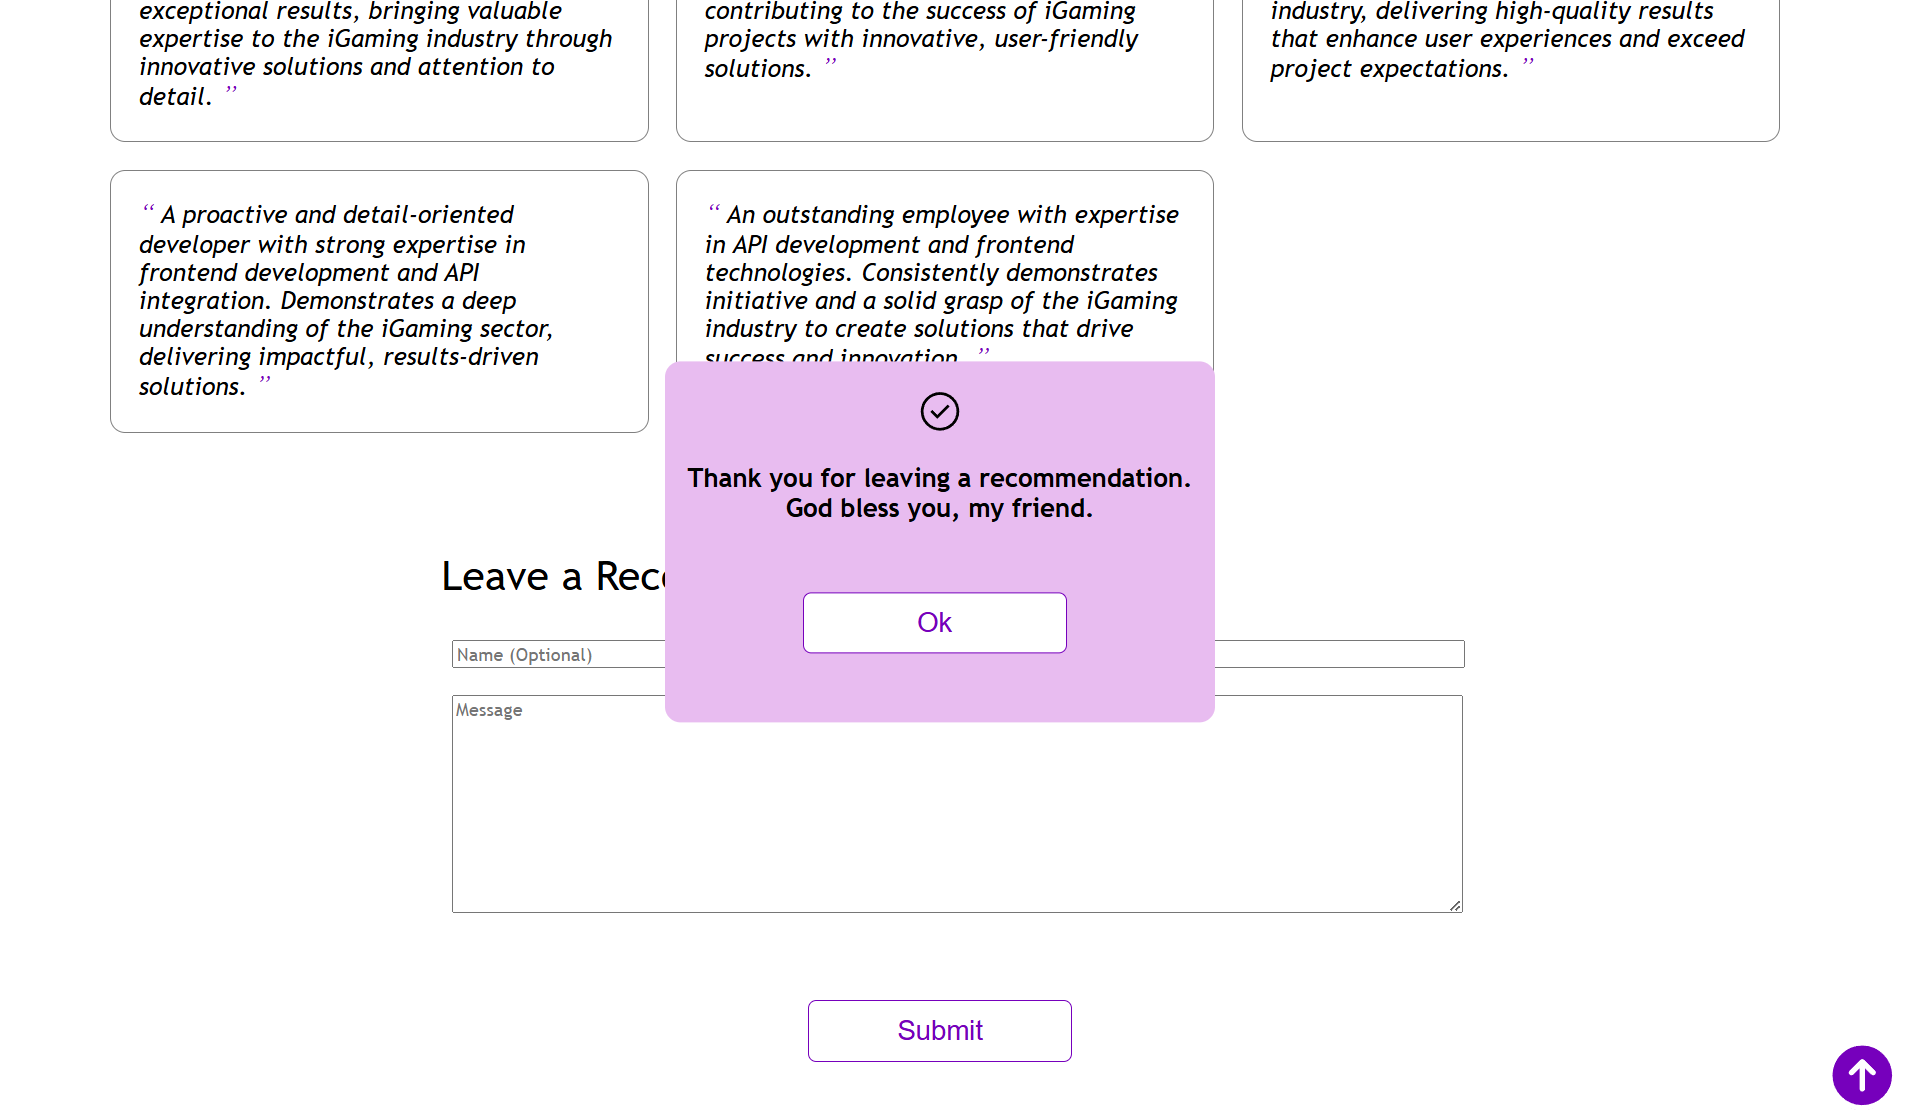 exceptional results, bringing valuable
expertise to the iGaming industry through
innovative solutions and attention to
detail. ”
contributing to the success of iGaming
projects with innovative, user-friendly
solutions. ”
industry, delivering high-quality results
that enhance user experiences and exceed
project expectations. ”
“ A proactive and detail-oriented
developer with strong expertise in
frontend development and API
integration. Demonstrates a deep
understanding of the iGaming sector,
delivering impactful, results-driven
solutions. ”
“ An outstanding employee with expertise
in API development and frontend
technologies. Consistently demonstrates
initiative and a solid grasp of the iGaming
industry to create solutions that drive
success and innovation. ”
Thank you for leaving a recommendation.
God bless you, my friend.
Ok
Leave a Reco
Name (Optional)
Message
Submit